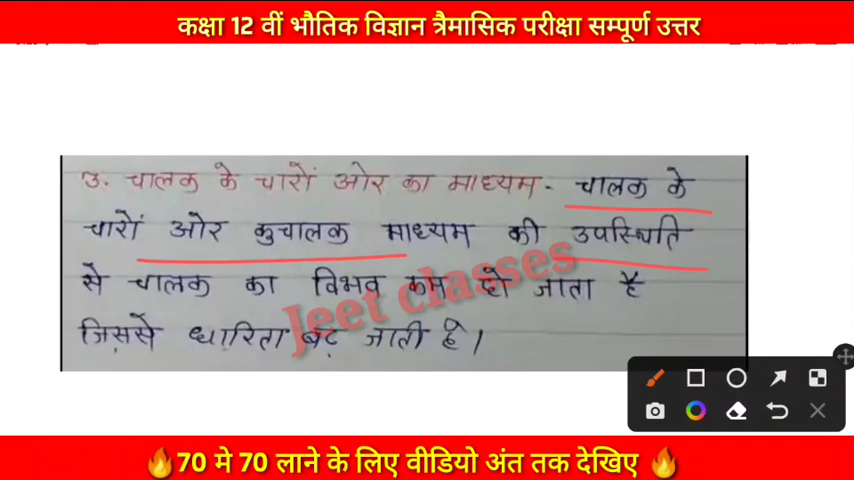 कक्षा 12 वीं भौतिक विज्ञान त्रैमासिक परीक्षा सम्पूर्ण उत्तर
3. चालक के चारों ओर का माध्यम- चालक के
चारों ओर कुचालक माध्यम की उपस्थिति
से चालक का विभव कम हो जाता है
जिससे धारिता बढ़ जाती है।
Jeet classes
🔥70 मे 70 लाने के लिए वीडियो अंत तक देखिए 🔥